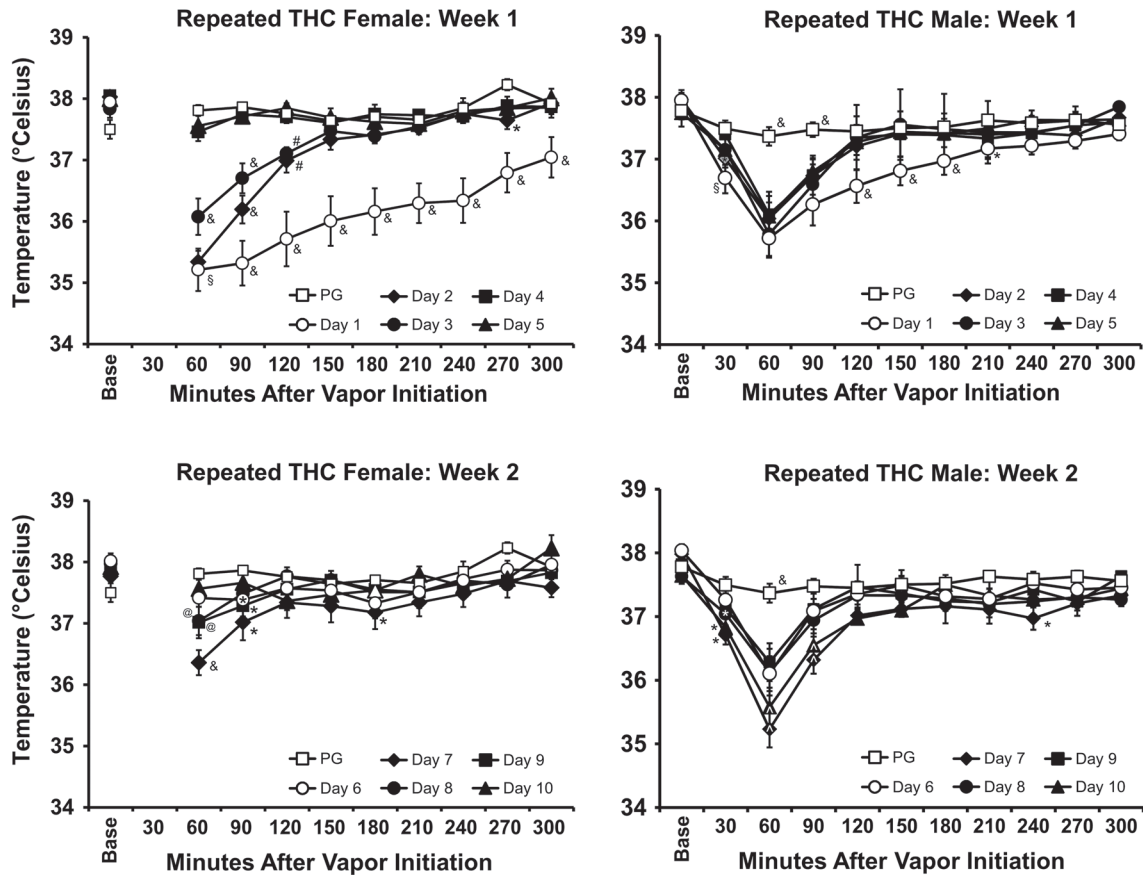 Repeated THC Female: Week 1
39
38
37
36
35
34
Temperature (°Celsius)
& & & # # & § & & & & & & & * &
PG Day 2 Day 4
Day 1 Day 3 Day 5
Base 30 60 90 120 150 180 210 240 270 300
Minutes After Vapor Initiation
Repeated THC Male: Week 1
39
38
37
36
35
34
§ & & & & & *
PG Day 2 Day 4
Day 1 Day 3 Day 5
Base 30 60 90 120 150 180 210 240 270 300
Minutes After Vapor Initiation
Repeated THC Female: Week 2
39
38
37
36
35
34
Temperature (°Celsius)
@ @ & * * * *
PG Day 7 Day 9
Day 6 Day 8 Day 10
Base 30 60 90 120 150 180 210 240 270 300
Minutes After Vapor Initiation
Repeated THC Male: Week 2
39
38
37
36
35
34
* * & *
PG Day 7 Day 9
Day 6 Day 8 Day 10
Base 30 60 90 120 150 180 210 240 270 300
Minutes After Vapor Initiation